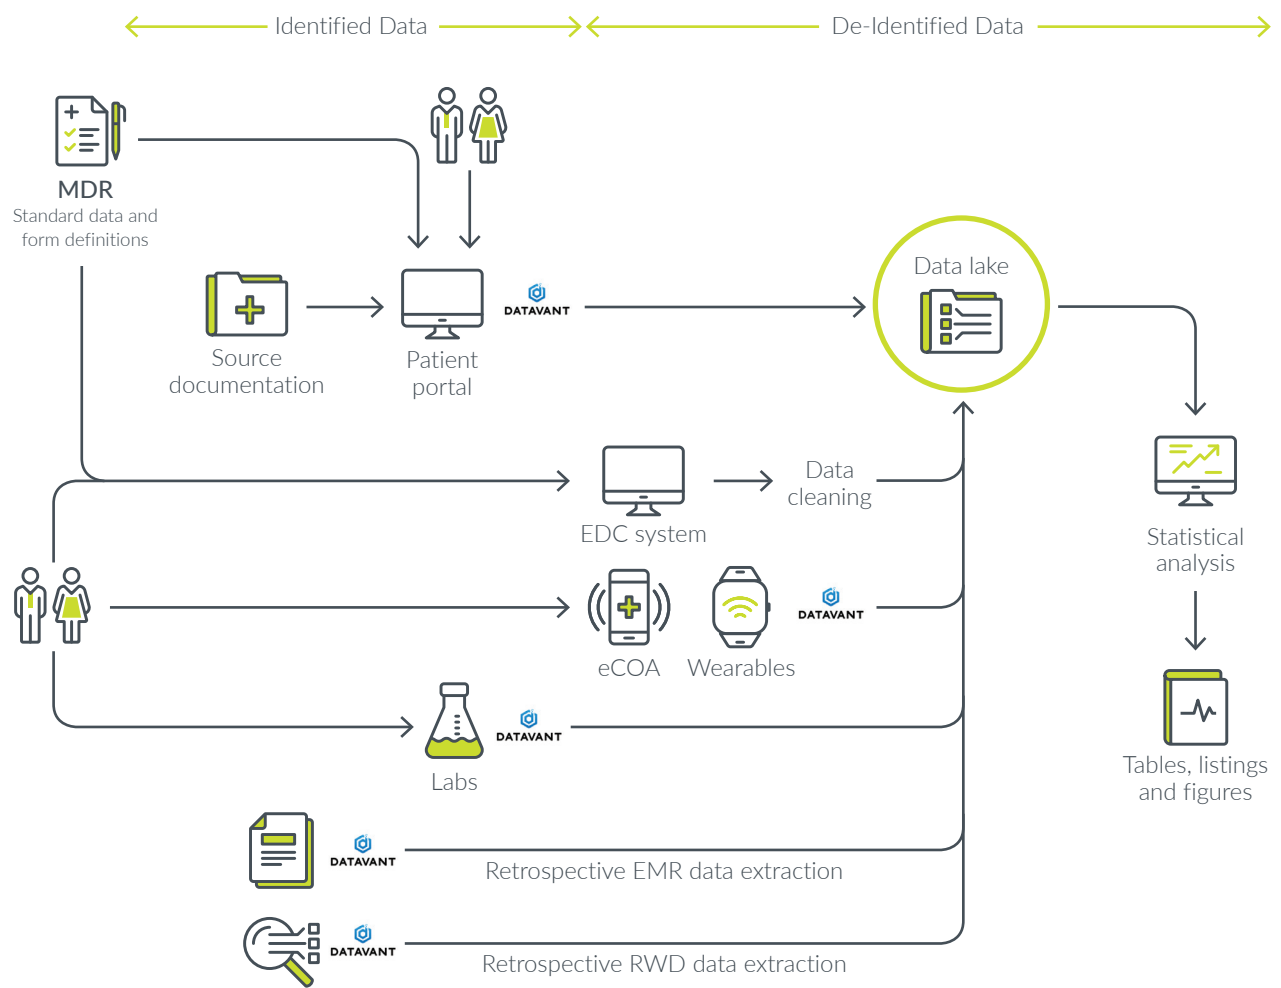 Identified Data
De-Identified Data
MDR
Standard data and
form definitions
Source
documentation
Patient
portal
DATAVANT
Data lake
EDC system
Data
cleaning
Statistical
analysis
eCOA
Wearables
DATAVANT
Labs
DATAVANT
Tables, listings
and figures
DATAVANT
Retrospective EMR data extraction
DATAVANT
Retrospective RWD data extraction